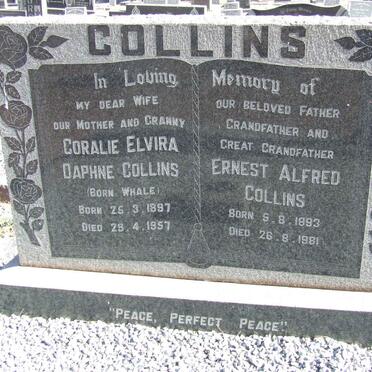 COLLINS
In Loving
MY DEAR WIFE
OUR MOTHER AND GRANNY
CORALIE ELVIRA
DAPHNE COLLINS
(BORN WHALE)
BORN 25.3.1897
DIED 29.4.1957
Memory of
OUR BELOVED FATHER
GRANDFATHER AND
GREAT GRANDFATHER
ERNEST ALFRED
COLLINS
BORN 5.8.1893
DIED 26.9.1981
"PEACE, PERFECT PEACE"